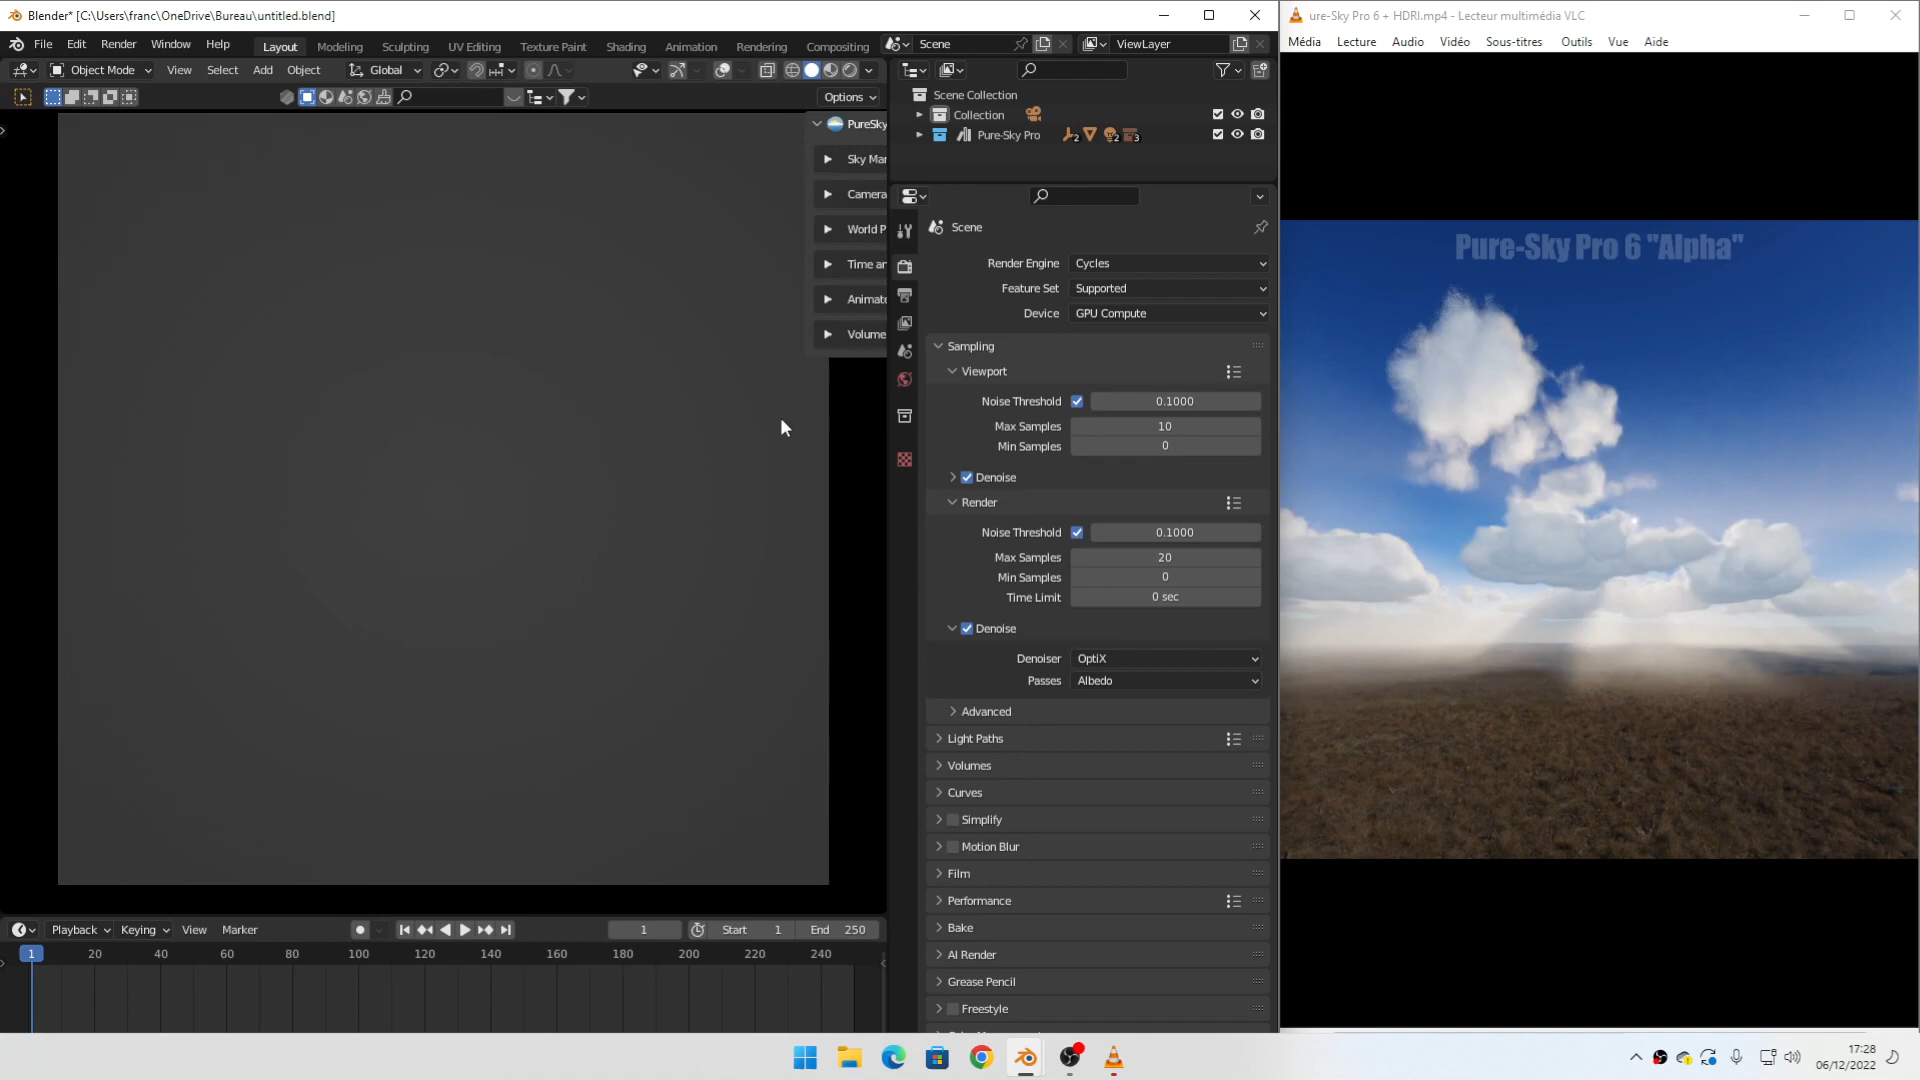 Blender* [C:\Users\franc\OneDrive\Bureau\untitled.blend]
File Edit Render Window Help
Layout Modeling Sculpting UV Editing Texture Paint Shading Animation Rendering Compositing
Scene ViewLayer
Object Mode View Select Add Object Global
Options
PureSky
Sky Man
Camera
World P
Time an
Animate
Volume
Scene Collection
Collection
Pure-Sky Pro 2 2 3
Scene
Render Engine Cycles
Feature Set Supported
Device GPU Compute
Sampling
Viewport
Noise Threshold 0.1000
Max Samples 10
Min Samples 0
Denoise
Render
Noise Threshold 0.1000
Max Samples 20
Min Samples 0
Time Limit 0 sec
Denoise
Denoiser OptiX
Passes Albedo
Advanced
Light Paths
Volumes
Curves
Simplify
Motion Blur
Film
Performance
Bake
AI Render
Grease Pencil
Freestyle
Playback Keying View Marker
1 Start 1 End 250
1 20 40 60 80 100 120 140 160 180 200 220 240
ure-Sky Pro 6 + HDRI.mp4 - Lecteur multimédia VLC
Média Lecture Audio Vidéo Sous-titres Outils Vue Aide
Pure-Sky Pro 6 "Alpha"
17:28
06/12/2022